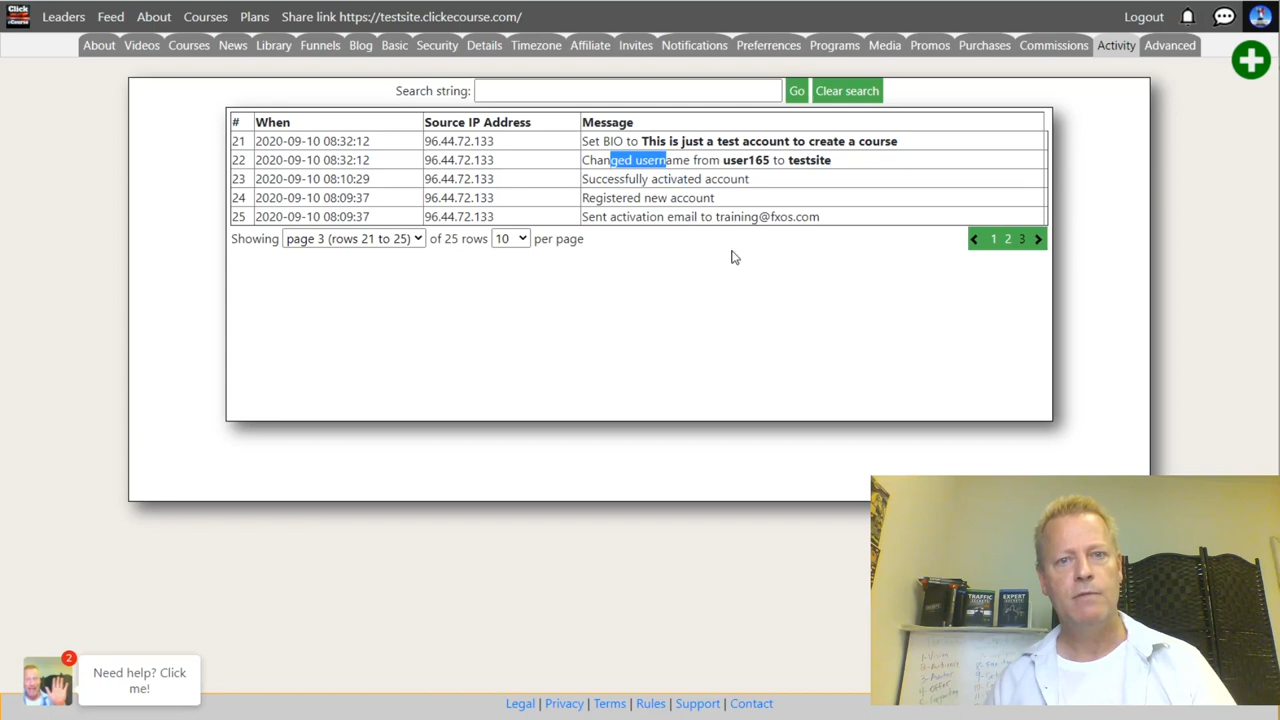 Click eCourse
Leaders Feed About Courses Plans Share link https://testsite.clickecourse.com/ Logout
About Videos Courses News Library Funnels Blog Basic Security Details Timezone Affiliate Invites Notifications Preferrences Programs Media Promos Purchases Commissions Activity Advanced
Search string: Go Clear search
# When Source IP Address Message
21 2020-09-10 08:32:12 96.44.72.133 Set BIO to This is just a test account to create a course
22 2020-09-10 08:32:12 96.44.72.133 Changed username from user165 to testsite
23 2020-09-10 08:10:29 96.44.72.133 Successfully activated account
24 2020-09-10 08:09:37 96.44.72.133 Registered new account
25 2020-09-10 08:09:37 96.44.72.133 Sent activation email to training@fxos.com
Showing page 3 (rows 21 to 25) of 25 rows 10 per page 1 2 3
TRAFFIC SECRETS
EXPERT SECRETS
2
Need help? Click
me!
Legal | Privacy | Terms | Rules | Support | Contact